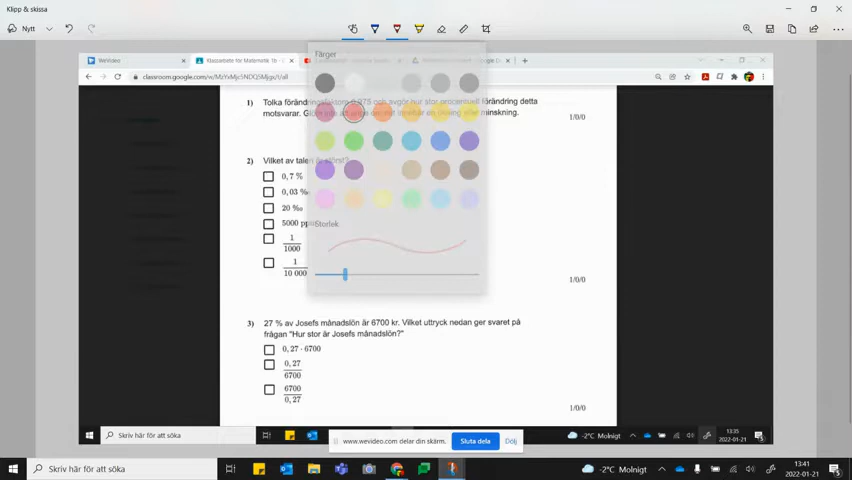 Klipp & skissa
Nytt
Färger
Storlek
WeVideo
Klassarbete för Matematik 1b -
classroom.google.com/w/MzYxMjc5NDQ5Mjgx/t/all
1) Tolka förändringsfaktorn 0,975 och avgör hur stor procentuell förändring detta
motsvarar. Glöm inte att ange om det innebär en ökning eller minskning.
1/0/0
2) Vilket av talen är störst?
0,7 %
0,03 ‰
20 ‰
5000 ppm
1
1000
1
10 000
1/0/0
3) 27 % av Josefs månadslön är 6700 kr. Vilket uttryck nedan ger svaret på
frågan "Hur stor är Josefs månadslön?"
0,27 · 6700
0,27
6700
6700
0,27
1/0/0
Skriv här för att söka
www.wevideo.com delar din skärm.
Sluta dela
Dölj
-2°C Molnigt
13:35
2022-01-21
Skriv här för att söka
-2°C Molnigt
13:41
2022-01-21